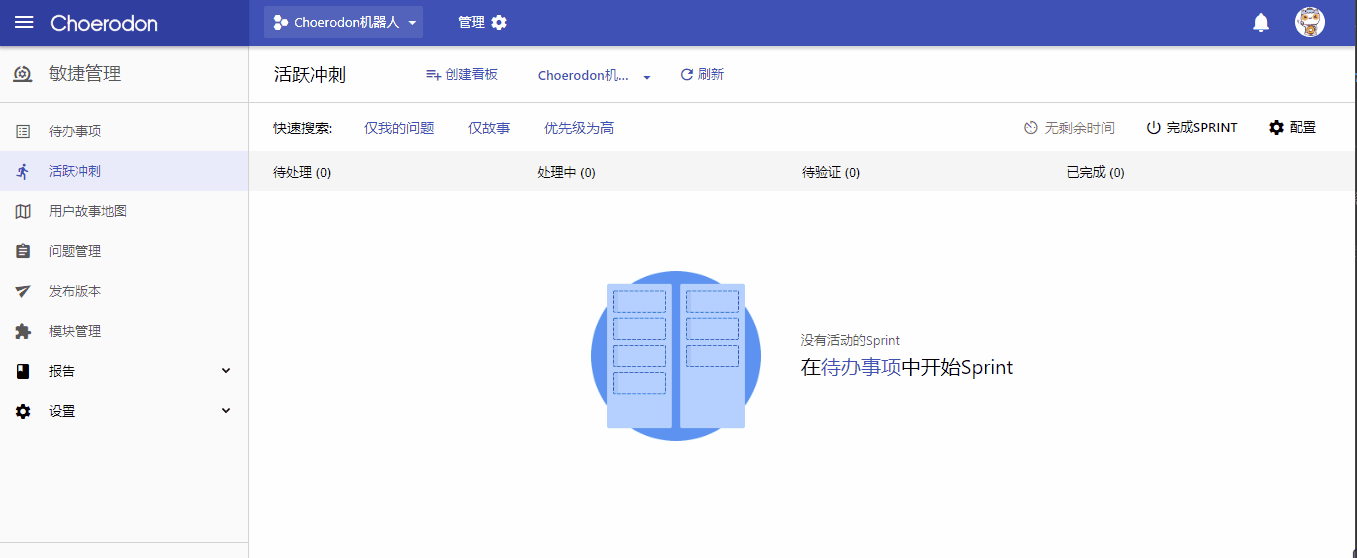 Choerodon
Choerodon机器人
管理
敏捷管理
待办事项
活跃冲刺
用户故事地图
问题管理
发布版本
模块管理
报告
设置
活跃冲刺
创建看板
Choerodon机...
刷新
快速搜索:
仅我的问题
仅故事
优先级为高
无剩余时间
完成SPRINT
配置
待处理 (0)
处理中 (0)
待验证 (0)
已完成 (0)
没有活动的Sprint
在待办事项中开始Sprint